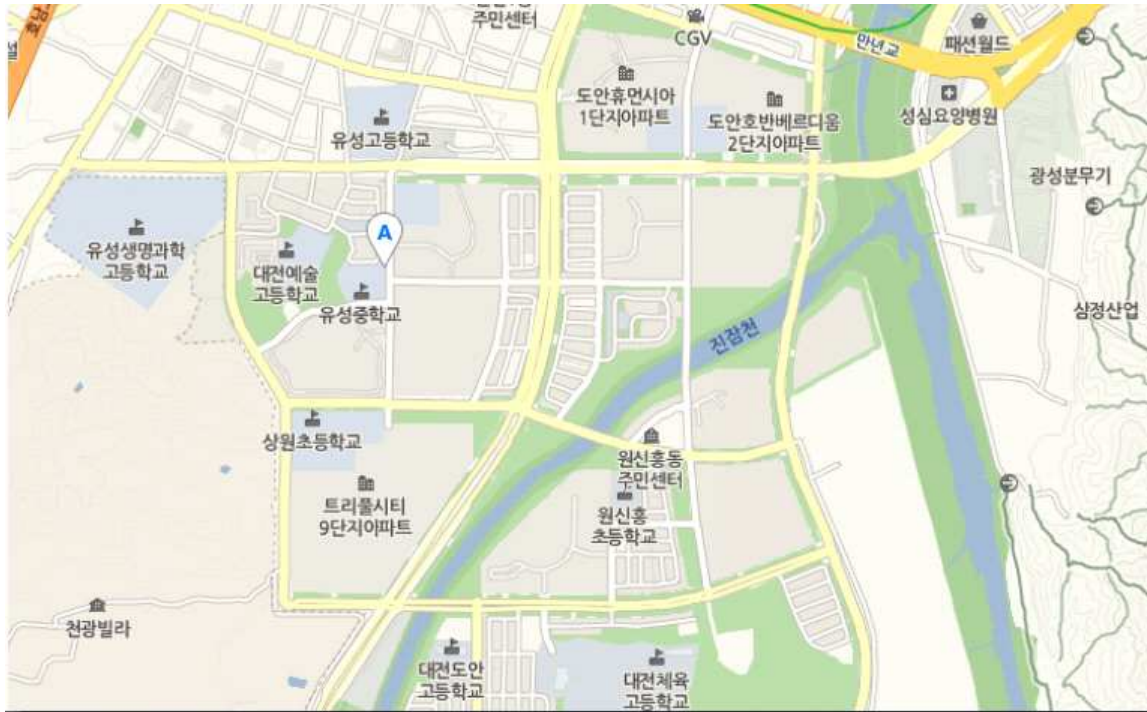 주민센터
CGV
만년교
패션월드
도안휴먼시아
1단지아파트
도안호반베르디움
2단지아파트
성심요양병원
유성고등학교
광성분무기
유성생명과학
고등학교
대전예술
고등학교
A
유성중학교
진잠천
삼정산업
상원초등학교
원신흥동
주민센터
트리풀시티
9단지아파트
원신흥
초등학교
천광빌라
대전도안
고등학교
대전체육
고등학교